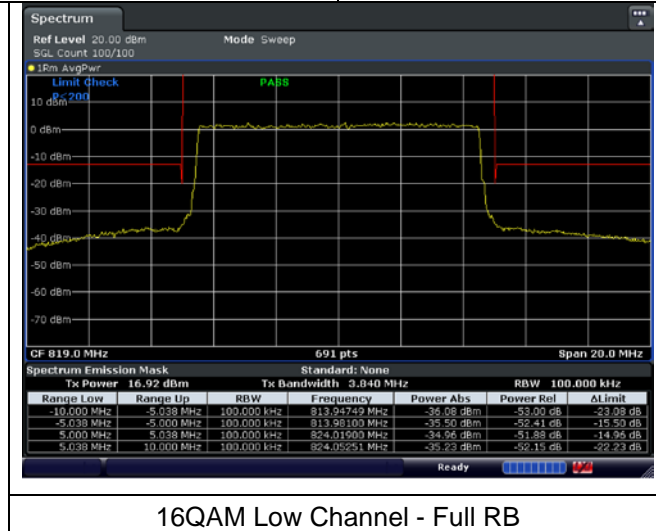 Spectrum
Ref Level 20.00 dBm Mode Sweep
SGL Count 100/100
1Rm AvgPwr
Limit Check PASS
P<200
10 dBm
0 dBm
-10 dBm
-20 dBm
-30 dBm
-40 dBm
-50 dBm
-60 dBm
-70 dBm
CF 819.0 MHz 691 pts Span 20.0 MHz
Spectrum Emission Mask Standard: None
Tx Power 16.92 dBm Tx Bandwidth 3.840 MHz RBW 100.000 kHz
Range Low Range Up RBW Frequency Power Abs Power Rel ΔLimit
-10.000 MHz -5.038 MHz 100.000 kHz 813.94749 MHz -36.08 dBm -53.00 dB -23.08 dB
-5.038 MHz -5.000 MHz 100.000 kHz 813.98100 MHz -35.50 dBm -52.41 dB -15.50 dB
5.000 MHz 5.038 MHz 100.000 kHz 824.01900 MHz -34.96 dBm -51.88 dB -14.96 dB
5.038 MHz 10.000 MHz 100.000 kHz 824.05251 MHz -35.23 dBm -52.15 dB -22.23 dB
Ready
16QAM Low Channel - Full RB